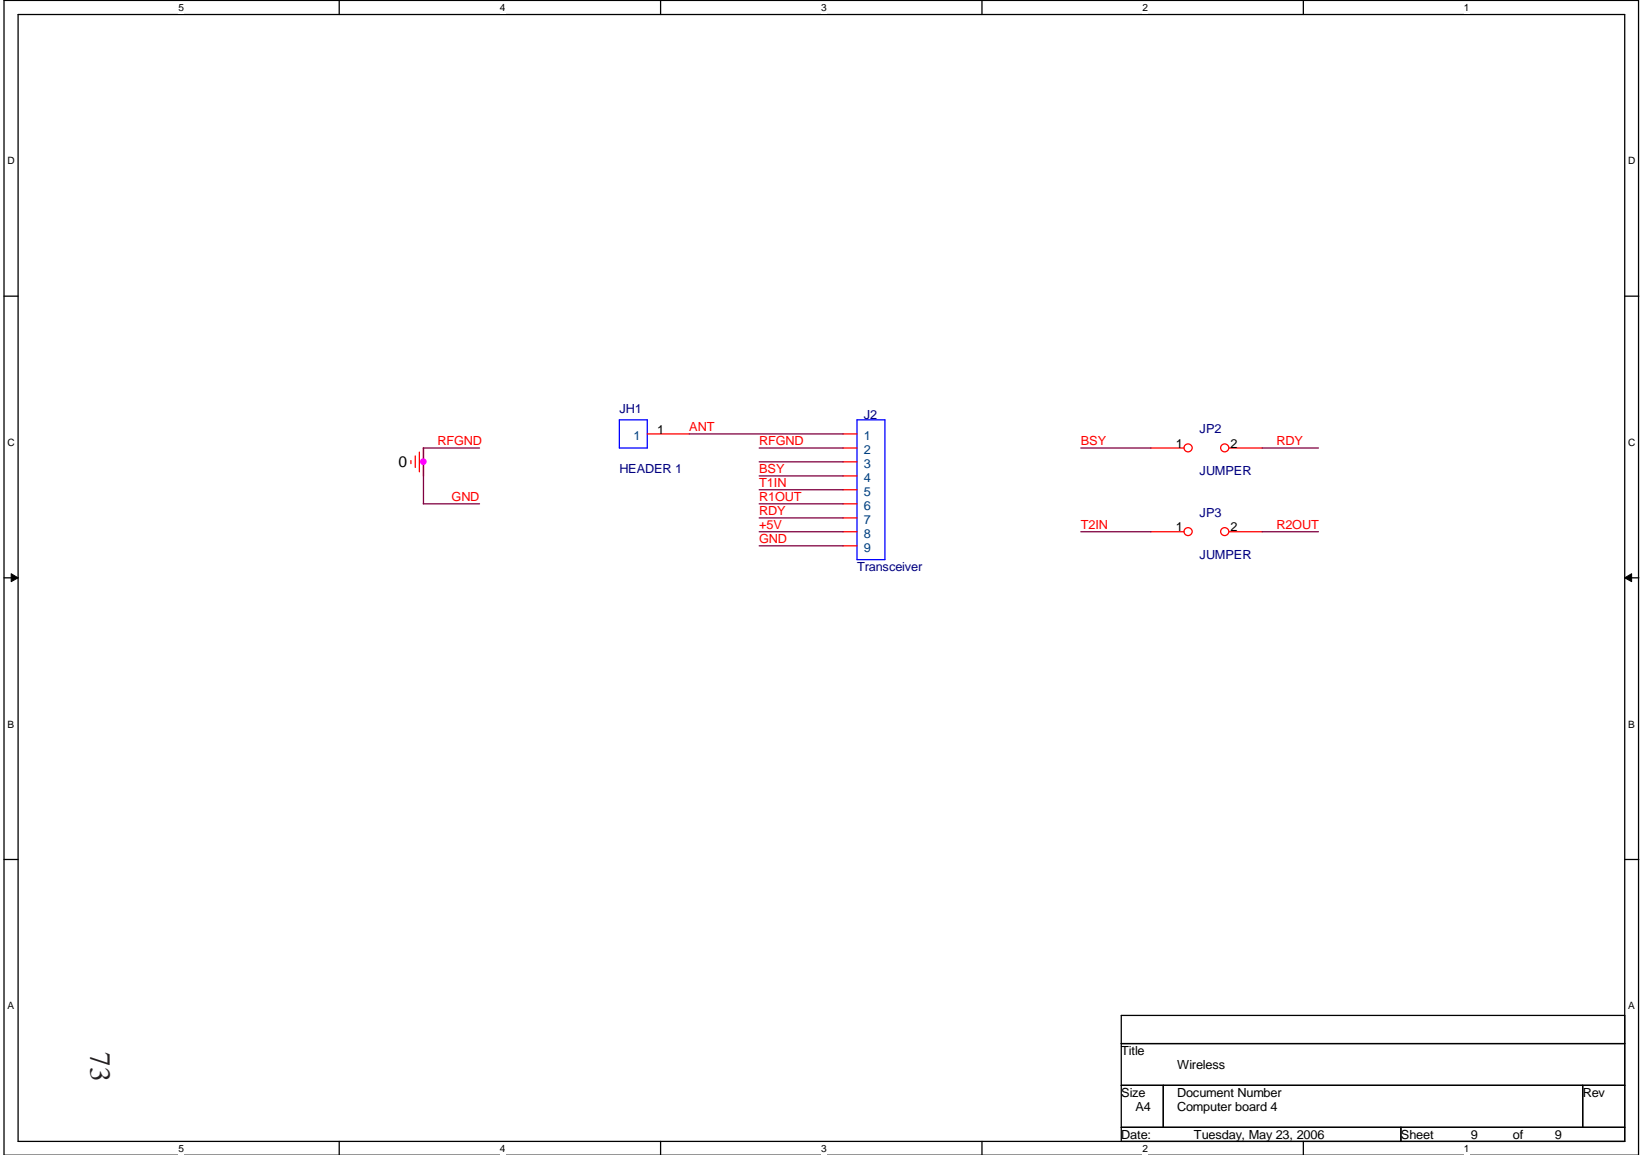 5 4 3 2 1
D D
C C
B B
A A
RFGND
0
GND
JH1
1
1
ANT
HEADER 1
J2
RFGND
BSY
T1IN
R1OUT
RDY
+5V
GND
1
2
3
4
5
6
7
8
9
Transceiver
JP2
BSY 1 2 RDY
JUMPER
JP3
T2IN 1 2 R2OUT
JUMPER
73
Title
Wireless
Size Document Number Rev
A4 Computer board 4
Date: Tuesday, May 23, 2006 Sheet 9 of 9
5 4 3 2 1